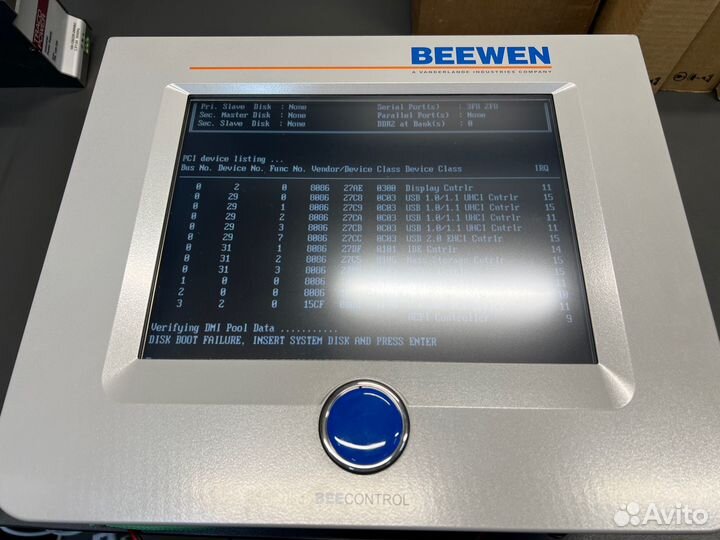 BEEWEN
A VANDERLANDE INDUSTRIES COMPANY
Pri. Slave Disk : None Serial Port(s) : 3F8 2F8
Sec. Master Disk : None Parallel Port(s) : None
Sec. Slave Disk : None DDR2 at Bank(s) : 0
PCI device listing ...
Bus No. Device No. Func No. Vendor/Device Class Device Class IRQ
0 2 0 8086 27AE 0300 Display Cntrlr 11
0 29 0 8086 27C8 0C03 USB 1.0/1.1 UHCI Cntrlr 15
0 29 1 8086 27C9 0C03 USB 1.0/1.1 UHCI Cntrlr 15
0 29 2 8086 27CA 0C03 USB 1.0/1.1 UHCI Cntrlr 11
0 29 3 8086 27CB 0C03 USB 1.0/1.1 UHCI Cntrlr 11
0 29 7 8086 27CC 0C03 USB 2.0 EHCI Cntrlr 15
0 31 1 8086 27DF 0101 IDE Cntrlr 14
0 31 2 8086 0101 Cntrlr
0 31 3 8086 15
1 0 0 8086
2 0 0 8086 10
3 2 0 15CF 11
ACPI Controller 9
Verifying DMI Pool Data ...........
DISK BOOT FAILURE, INSERT SYSTEM DISK AND PRESS ENTER
BEECONTROL
Avito